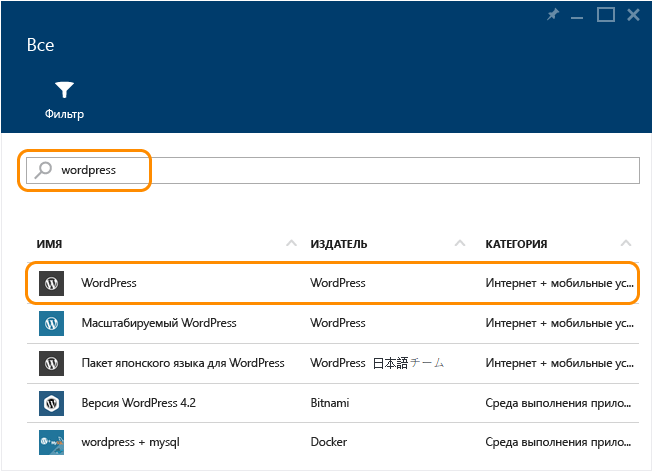 Все
Фильтр
wordpress
ИМЯ ИЗДАТЕЛЬ КАТЕГОРИЯ
WordPress WordPress Интернет + мобильные ус...
Масштабируемый WordPress WordPress Интернет + мобильные ус...
Пакет японского языка для WordPress WordPress 日本語チーム Интернет + мобильные ус...
Версия WordPress 4.2 Bitnami Среда выполнения прило...
wordpress + mysql Docker Среда выполнения прило...